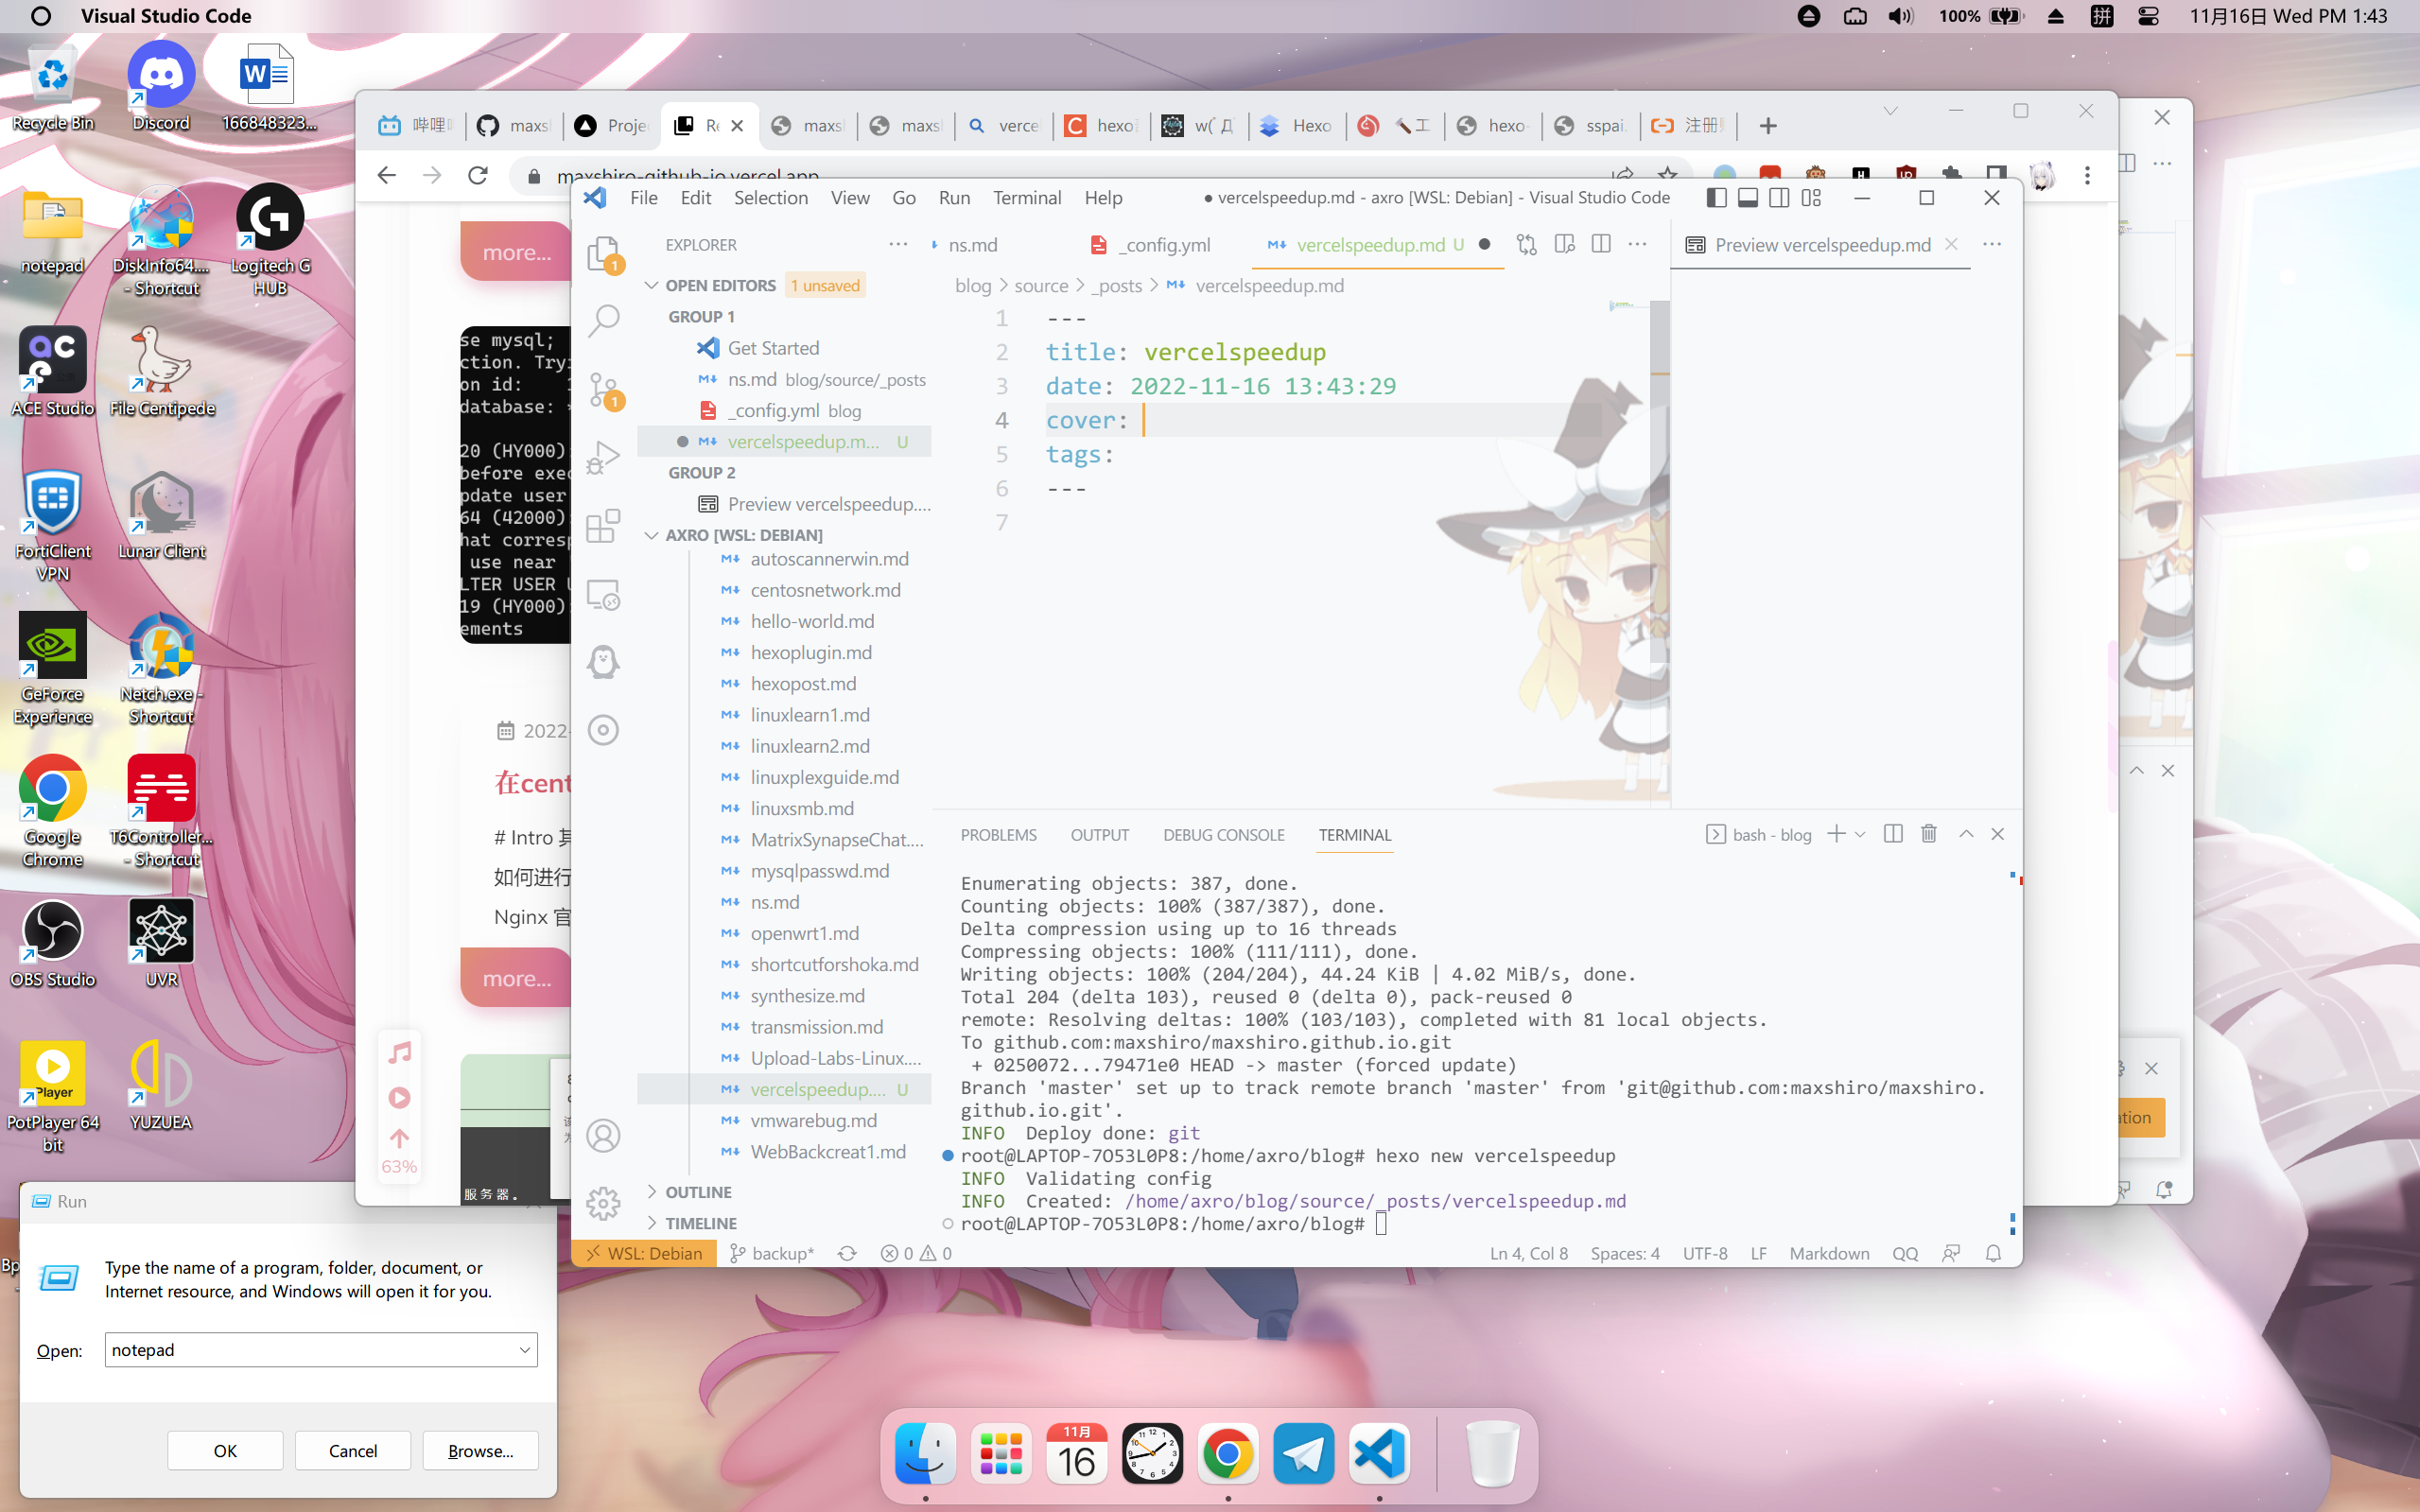 Visual Studio Code
100%
拼
11月16日 Wed PM 1:43
Recycle Bin
Discord
166848323...
notepad
DiskInfo64....
- Shortcut
Logitech G
HUB
ACE Studio
File Centipede
FortiClient
VPN
Lunar Client
GeForce
Experience
Netch.exe -
Shortcut
Google
Chrome
T6Controller...
- Shortcut
OBS Studio
UVR
PotPlayer 64
bit
YUZUEA
哔哩
maxsl
Proje
Re
maxs
maxs
verce
hexo
Hexo
工
hexo-
sspai.
注册
maxshiro-github-io.vercel.app
more...
se mysql;
ction. Tryi
on id:
database:
20 (HY000):
before exec
pdate user
64 (42000):
hat corresp
use near
LTER USER U
19 (HY000):
ements
2022-
在cent
# Intro 其
如何进行
Nginx 官
more...
服务器。
63%
File Edit Selection View Go Run Terminal Help
● vercelspeedup.md - axro [WSL: Debian] - Visual Studio Code
EXPLORER
OPEN EDITORS 1 unsaved
GROUP 1
Get Started
ns.md blog/source/_posts
_config.yml blog
vercelspeedup.m... U
GROUP 2
Preview vercelspeedup....
AXRO [WSL: DEBIAN]
autoscannerwin.md
centosnetwork.md
hello-world.md
hexoplugin.md
hexopost.md
linuxlearn1.md
linuxlearn2.md
linuxplexguide.md
linuxsmb.md
MatrixSynapseChat....
mysqlpasswd.md
ns.md
openwrt1.md
shortcutforshoka.md
synthesize.md
transmission.md
Upload-Labs-Linux....
vercelspeedup.... U
vmwarebug.md
WebBackcreat1.md
OUTLINE
TIMELINE
ns.md
_config.yml
vercelspeedup.md U
Preview vercelspeedup.md
blog > source > _posts > vercelspeedup.md
1 ---
2 title: vercelspeedup
3 date: 2022-11-16 13:43:29
4 cover:
5 tags:
6 ---
7
PROBLEMS OUTPUT DEBUG CONSOLE TERMINAL
bash - blog
Enumerating objects: 387, done.
Counting objects: 100% (387/387), done.
Delta compression using up to 16 threads
Compressing objects: 100% (111/111), done.
Writing objects: 100% (204/204), 44.24 KiB | 4.02 MiB/s, done.
Total 204 (delta 103), reused 0 (delta 0), pack-reused 0
remote: Resolving deltas: 100% (103/103), completed with 81 local objects.
To github.com:maxshiro/maxshiro.github.io.git
+ 0250072...79471e0 HEAD -> master (forced update)
Branch 'master' set up to track remote branch 'master' from 'git@github.com:maxshiro/maxshiro.
github.io.git'.
INFO Deploy done: git
root@LAPTOP-7O53L0P8:/home/axro/blog# hexo new vercelspeedup
INFO Validating config
INFO Created: /home/axro/blog/source/_posts/vercelspeedup.md
root@LAPTOP-7O53L0P8:/home/axro/blog#
WSL: Debian backup* 0 0
Ln 4, Col 8 Spaces: 4 UTF-8 LF Markdown QQ
Run
Type the name of a program, folder, document, or
Internet resource, and Windows will open it for you.
Open: notepad
OK Cancel Browse...
11月
16